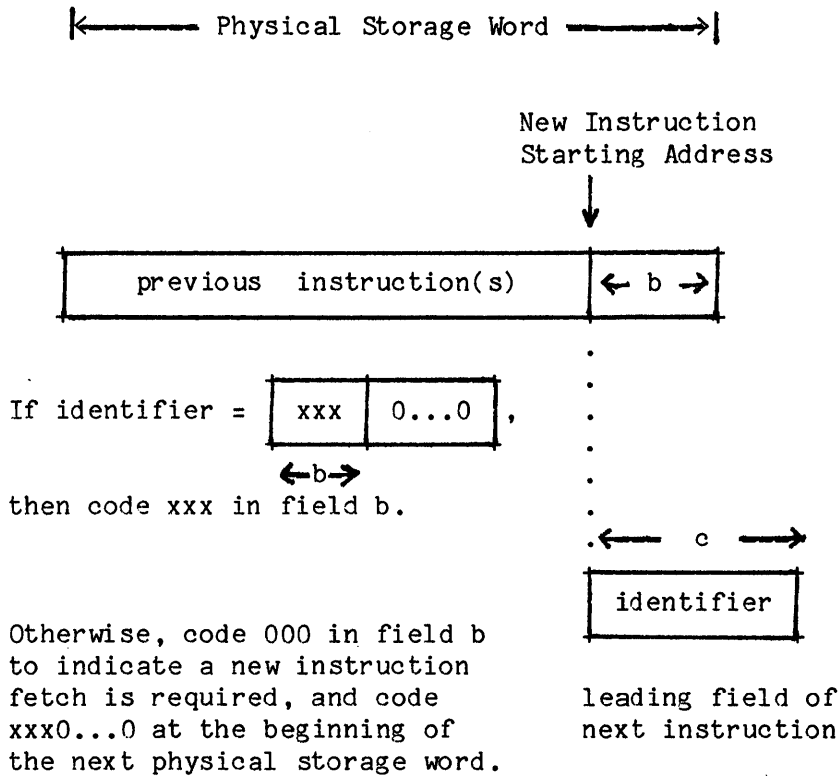 Physical Storage Word
New Instruction
Starting Address
previous instruction(s)
b
If identifier = xxx 0...0 ,
b
then code xxx in field b.
c
identifier
Otherwise, code 000 in field b
to indicate a new instruction
fetch is required, and code
xxx0...0 at the beginning of
the next physical storage word.
leading field of
next instruction